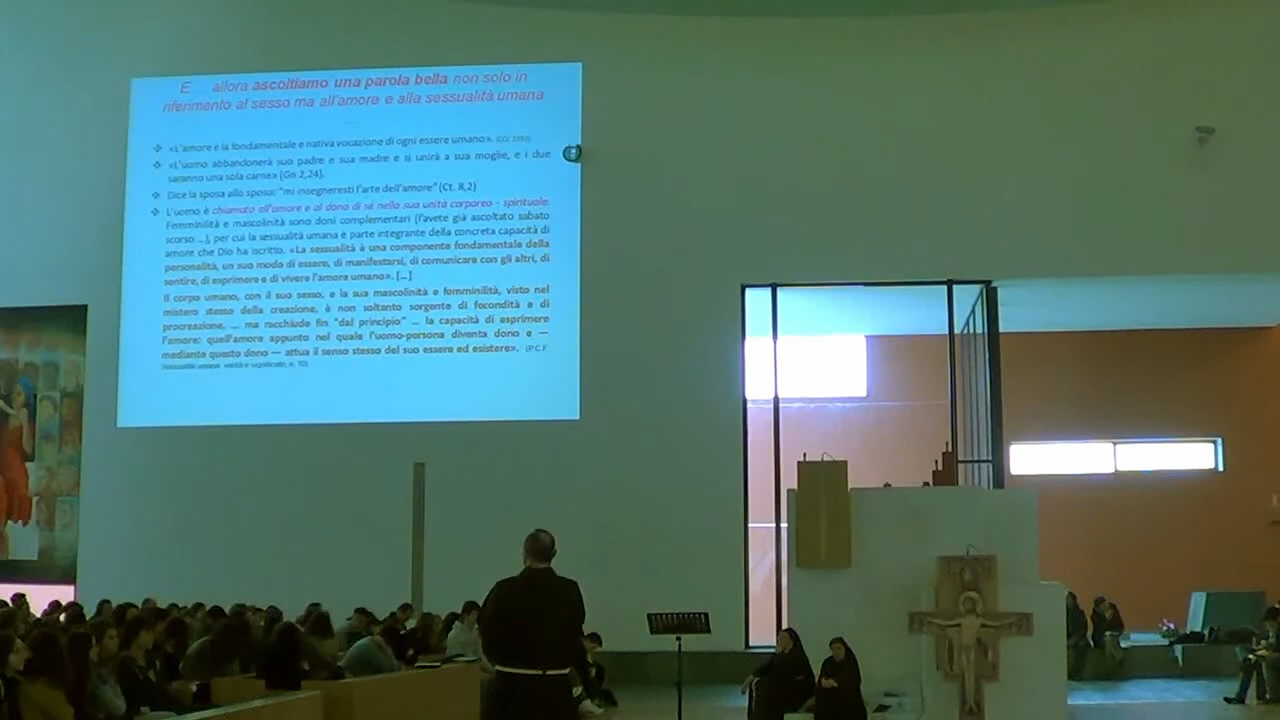 E allora ascoltiamo una parola bella non solo in
riferimento al sesso ma all'amore e alla sessualità umana
«L'amore è la fondamentale e nativa vocazione di ogni essere umano».
«L'uomo abbandonerà suo padre e sua madre e si unirà a sua moglie, e i due
saranno una sola carne» (Gn 2,24).
Dice la sposa allo sposo: "mi insegneresti l'arte dell'amore" (Ct. 8,2)
L'uomo è chiamato all'amore e al dono di sé nella sua unità corporeo - spirituale.
Femminilità e mascolinità sono doni complementari (l'avete già ascoltato sabato
scorso ...), per cui la sessualità umana è parte integrante della concreta capacità di
amore che Dio ha iscritto. «La sessualità è una componente fondamentale della
personalità, un suo modo di essere, di manifestarsi, di comunicare con gli altri, di
sentire, di esprimere e di vivere l'amore umano». [...]
Il corpo umano, con il suo sesso, e la sua mascolinità e femminilità, visto nel
mistero stesso della creazione, è non soltanto sorgente di fecondità e di
procreazione, ... ma racchiude fin "dal principio" ... la capacità di esprimere
l'amore: quell'amore appunto nel quale l'uomo-persona diventa dono e —
mediante questo dono — attua il senso stesso del suo essere ed esistere». (P.C.F.
Sessualità umana: verità e significato, n. 10)